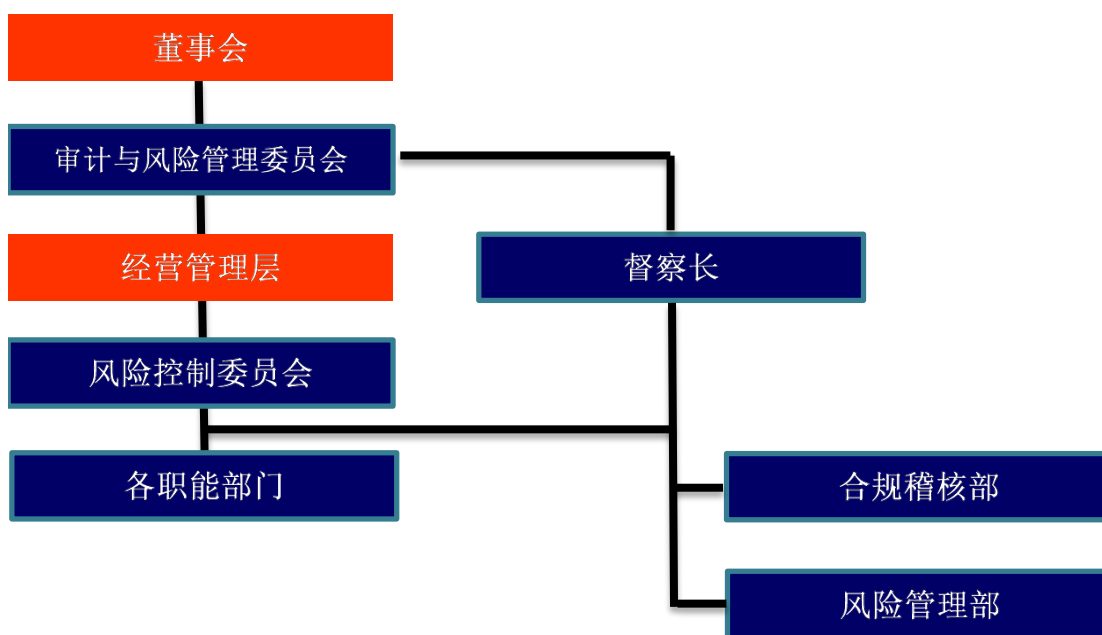 董事会
审计与风险管理委员会
经营管理层
督察长
风险控制委员会
各职能部门
合规稽核部
风险管理部